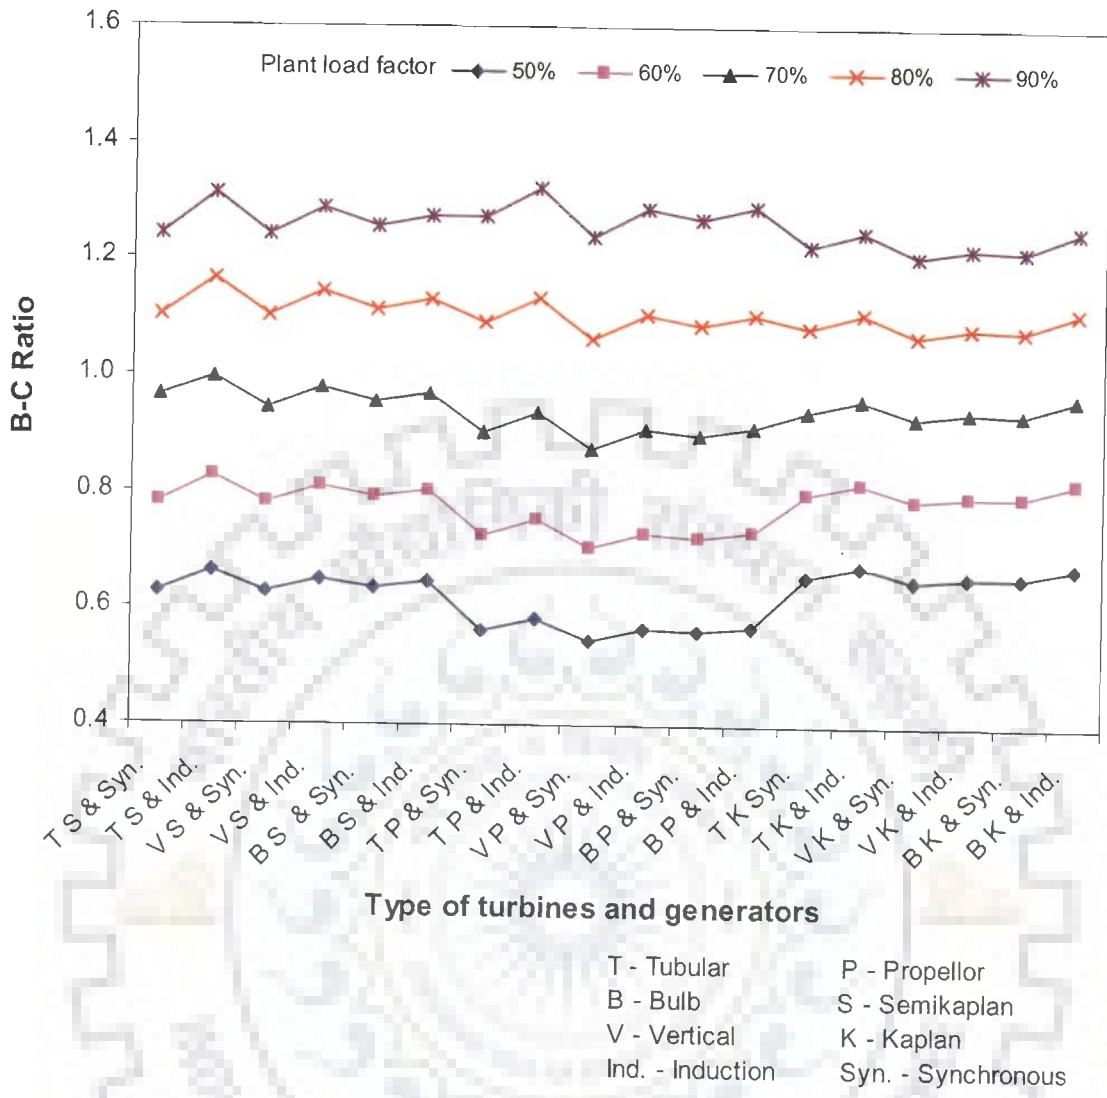 1.6
Plant load factor 50% 60% 70% 80% 90%
1.4
1.2
1.0
0.8
0.6
0.4
B-C Ratio
T S & Syn.
T S & Ind.
V S & Syn.
V S & Ind.
B S & Syn.
B S & Ind.
T P & Syn.
T P & Ind.
V P & Syn.
V P & Ind.
B P & Syn.
B P & Ind.
T K Syn.
T K & Ind.
V K & Syn.
V K & Ind.
B K & Syn.
B K & Ind.
Type of turbines and generators
T - Tubular P - Propellor
B - Bulb S - Semikaplan
V - Vertical K - Kaplan
Ind. - Induction Syn. - Synchronous